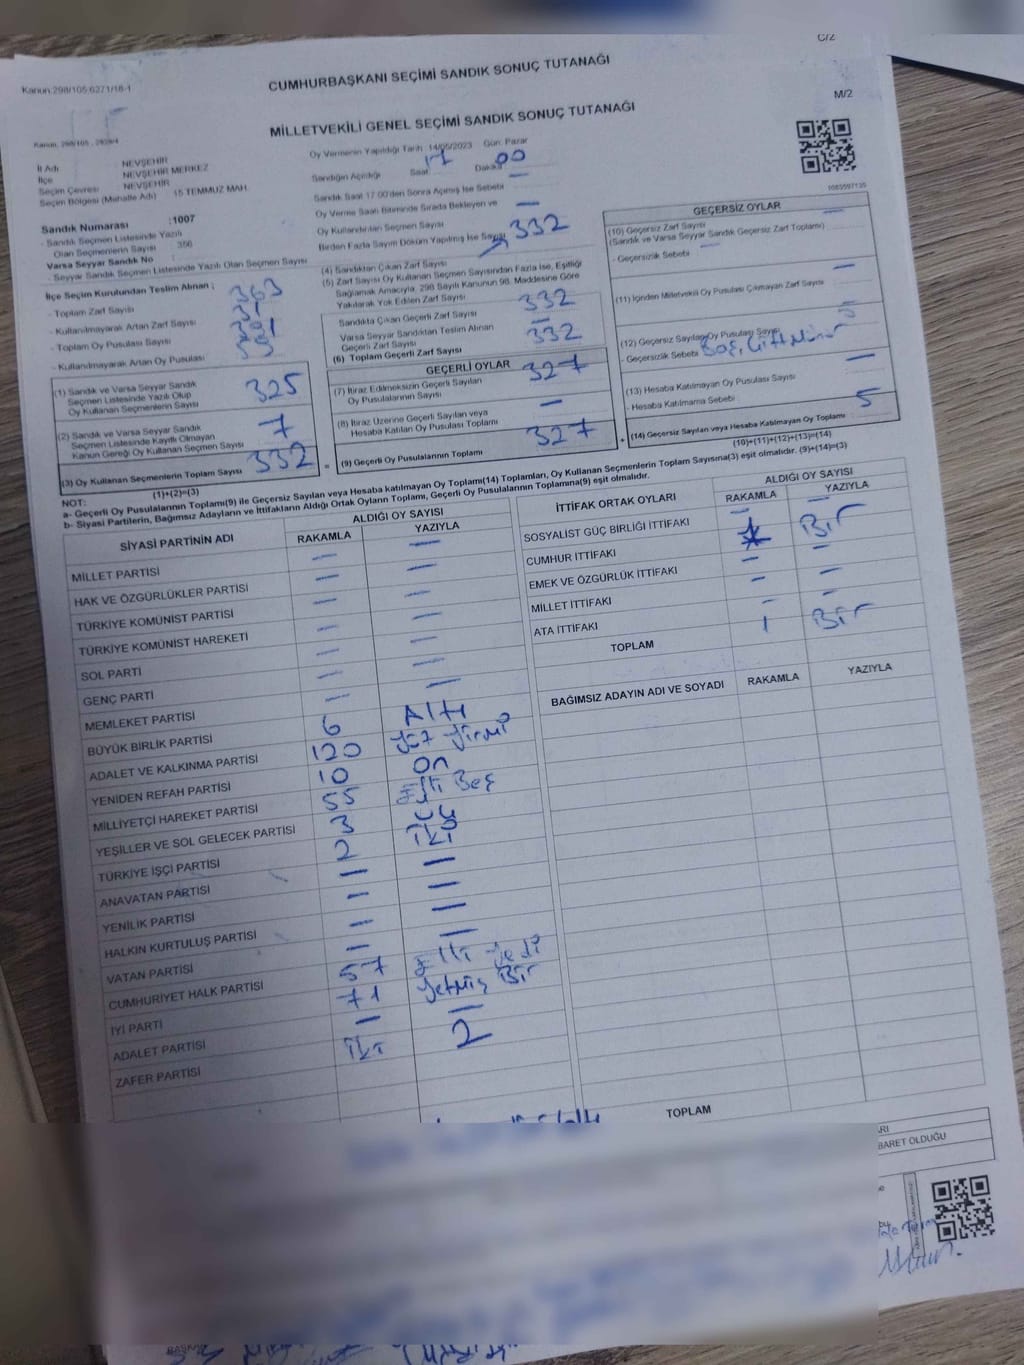 C/2
Kanun 298/105 6271/18-1
CUMHURBAŞKANI SEÇİMİ SANDIK SONUÇ TUTANAĞI
M/2
MİLLETVEKİLİ GENEL SEÇİMİ SANDIK SONUÇ TUTANAĞI
İl Adı : NEVŞEHİR
İlçe : NEVŞEHİR MERKEZ
Seçim Çevresi : NEVŞEHİR
Seçim Bölgesi (Mahalle Adı) : 15 TEMMUZ MAH.
Sandık Numarası :1007
- Sandık Seçmen Listesinde Yazılı
Olan Seçmenlerin Sayısı : 356
Varsa Seyyar Sandık No :
- Seyyar Sandık Seçmen Listesinde Yazılı Olan Seçmen Sayısı
Oy Vermenin Yapıldığı Tarih 14/05/2023 Gün: Pazar
Sandığın Açıldığı Saat: 17 Dakika 00
Sandık Saat 17:00'den Sonra Açılmış İse Sebebi —
Oy Verme Saati Bitiminde Sırada Bekleyen ve —
Oy Kullandırılan Seçmen Sayısı
Birden Fazla Sayım Döküm Yapılmış İse Sayısı
İlçe Seçim Kurulundan Teslim Alınan ;
- Toplam Zarf Sayısı 363
- Kullanılmayarak Artan Zarf Sayısı
- Toplam Oy Pusulası Sayısı
- Kullanılmayarak Artan Oy Pusulası
(1) Sandık ve Varsa Seyyar Sandık
Seçmen Listesinde Yazılı Olup
Oy Kullanan Seçmenlerin Sayısı 325
(2) Sandık ve Varsa Seyyar Sandık
Seçmen Listesinde Kayıtlı Olmayan
Kanun Gereği Oy Kullanan Seçmen Sayısı 7
(3) Oy Kullanan Seçmenlerin Toplam Sayısı 332
(1)+(2)=(3)
(4) Sandıktan Çıkan Zarf Sayısı 332
(5) Zarf Sayısı Oy Kullanan Seçmen Sayısından Fazla İse, Eşitliği
Sağlamak Amacıyla, 298 Sayılı Kanunun 98. Maddesine Göre
Yakılarak Yok Edilen Zarf Sayısı
Sandıkta Çıkan Geçerli Zarf Sayısı 332
Varsa Seyyar Sandıktan Teslim Alınan
Geçerli Zarf Sayısı —
(6) Toplam Geçerli Zarf Sayısı 332
GEÇERLİ OYLAR
(7) İtiraz Edilmeksizin Geçerli Sayılan
Oy Pusulalarının Sayısı 327
(8) İtiraz Üzerine Geçerli Sayılan veya
Hesaba Katılan Oy Pusulası Toplamı —
= (9) Geçerli Oy Pusulalarının Toplamı 327
1085597135
GEÇERSİZ OYLAR
(10) Geçersiz Zarf Sayısı —
(Sandık ve Varsa Seyyar Sandık Geçersiz Zarf Toplamı)
- Geçersizlik Sebebi : —
(11) İçinden Milletvekili Oy Pusulası Çıkmayan Zarf Sayısı —
(12) Geçersiz Sayılan Oy Pusulası Sayısı 5
- Geçersizlik Sebebi
(13) Hesaba Katılmayan Oy Pusulası Sayısı —
- Hesaba Katılmama Sebebi :
+ (14) Geçersiz Sayılan veya Hesaba Katılmayan Oy Toplamı 5
(10)+(11)+(12)+(13)=(14)
NOT:
a- Geçerli Oy Pusulalarının Toplamı(9) ile Geçersiz Sayılan veya Hesaba katılmayan Oy Toplamı(14) Toplamları, Oy Kullanan Seçmenlerin Toplam Sayısına(3) eşit olmalıdır. (9)+(14)=(3)
b- Siyasi Partilerin, Bağımsız Adayların ve İttifakların Aldığı Ortak Oyların Toplamı, Geçerli Oy Pusulalarının Toplamına(9) eşit olmalıdır.
SİYASİ PARTİNİN ADI ALDIĞI OY SAYISI
RAKAMLA YAZIYLA
MİLLET PARTİSİ — —
HAK VE ÖZGÜRLÜKLER PARTİSİ — —
TÜRKİYE KOMÜNİST PARTİSİ — —
TÜRKİYE KOMÜNİST HAREKETİ — —
SOL PARTİ — —
GENÇ PARTİ — —
MEMLEKET PARTİSİ — —
BÜYÜK BİRLİK PARTİSİ 6 Altı
ADALET VE KALKINMA PARTİSİ 120 Yüz Yirmi
YENİDEN REFAH PARTİSİ 10 On
MİLLİYETÇİ HAREKET PARTİSİ 55 Elli Beş
YEŞİLLER VE SOL GELECEK PARTİSİ 3 Üç
TÜRKİYE İŞÇİ PARTİSİ 2 İki
ANAVATAN PARTİSİ — —
YENİLİK PARTİSİ — —
HALKIN KURTULUŞ PARTİSİ — —
VATAN PARTİSİ — —
CUMHURİYET HALK PARTİSİ 57 Elli Yedi
İYİ PARTİ 71 Yetmiş Bir
ADALET PARTİSİ — —
ZAFER PARTİSİ İki 2
İTTİFAK ORTAK OYLARI ALDIĞI OY SAYISI
RAKAMLA YAZIYLA
SOSYALİST GÜÇ BİRLİĞİ İTTİFAKI — —
CUMHUR İTTİFAKI 1 Bir
EMEK VE ÖZGÜRLÜK İTTİFAKI — —
MİLLET İTTİFAKI — —
ATA İTTİFAKI — —
TOPLAM 1 Bir
BAĞIMSIZ ADAYIN ADI VE SOYADI RAKAMLA YAZIYLA
TOPLAM
BARET OLDUĞU